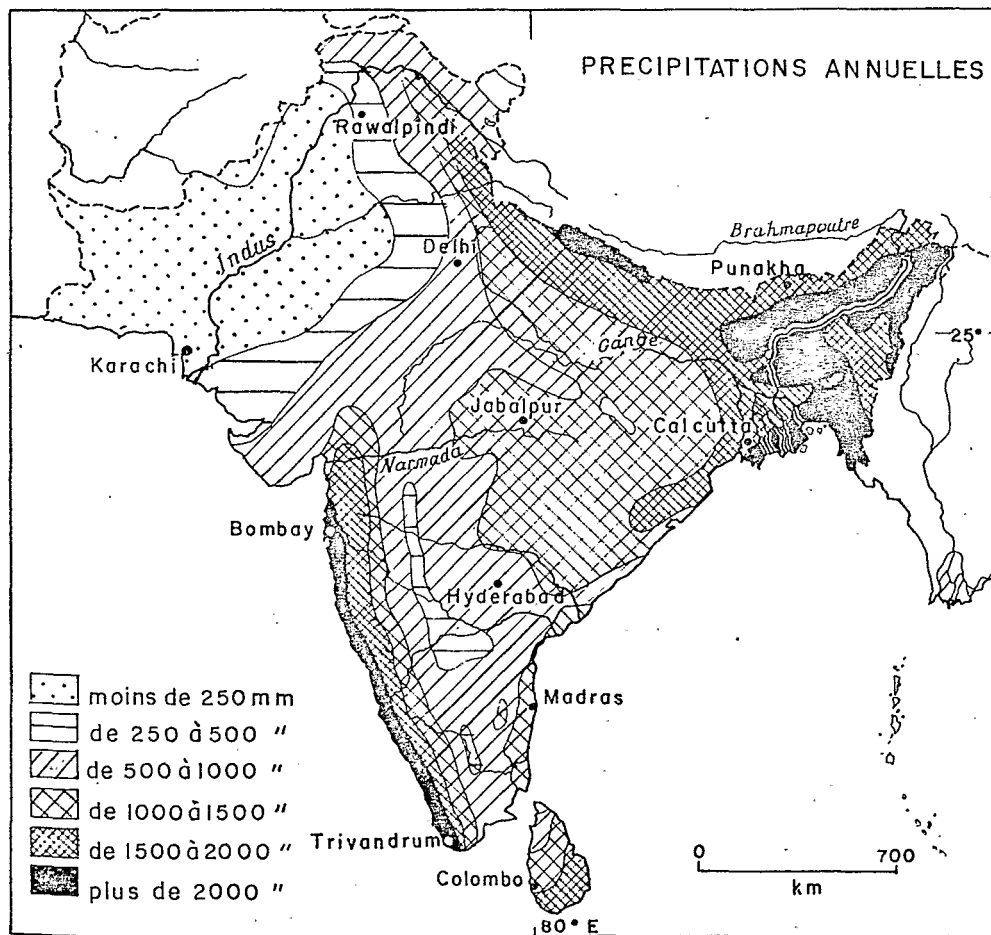 PRECIPITATIONS ANNUELLES
Rawalpindi
Brahmapoutre
Indus
Delhi
Punakha
Gange
25°
Karachi
Jabalpur
Calcutta
Narmada
Bombay
Hyderabad
moins de 250 mm
Madras
de 250 à 500 "
de 500 à 1000 "
de 1000 à 1500 "
de 1500 à 2000 "
plus de 2000 "
Trivandrum
Colombo
0 700
km
80° E